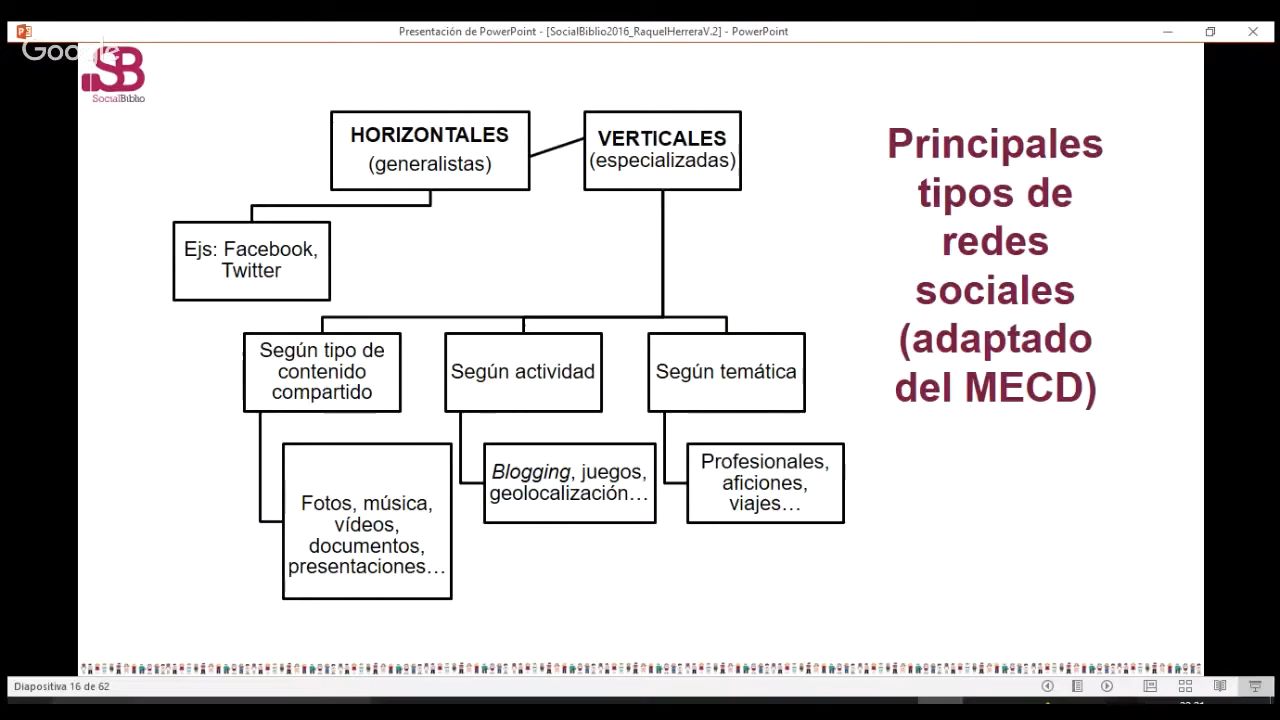 Presentación de PowerPoint - [SocialBiblio2016_RaquelHerreraV.2] - PowerPoint
Google
SB
SocialBiblio
HORIZONTALES
(generalistas)
VERTICALES
(especializadas)
Principales
tipos de
redes
sociales
(adaptado
del MECD)
Ejs: Facebook,
Twitter
Según tipo de
contenido
compartido
Según actividad
Según temática
Fotos, música,
vídeos,
documentos,
presentaciones…
Blogging, juegos,
geolocalización…
Profesionales,
aficiones,
viajes…
Diapositiva 16 de 62